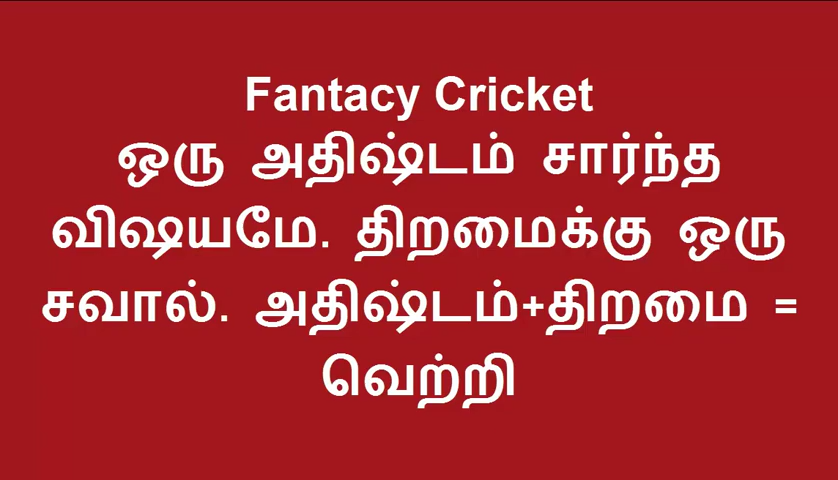 Fantacy Cricket
ஒரு அதிஷ்டம் சார்ந்த
விஷயமே. திறமைக்கு ஒரு
சவால். அதிஷ்டம்+திறமை =
வெற்றி